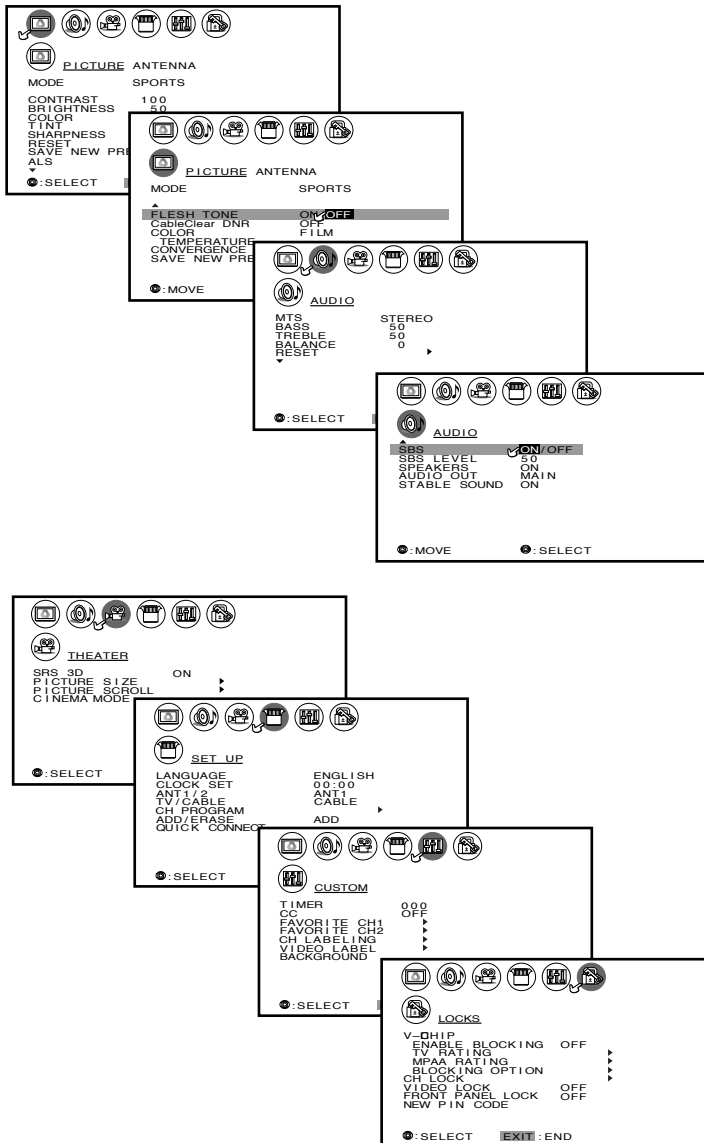 PICTURE ANTENNA
MODE SPORTS
CONTRAST 100
BRIGHTNESS 50
COLOR
TINT
SHARPNESS
RESET
SAVE NEW PRE
ALS
:SELECT
PICTURE ANTENNA
MODE SPORTS
FLESH TONE ON OFF
CableClear DNR OFF
COLOR FILM
TEMPERATURE
CONVERGENCE
SAVE NEW PRE
:MOVE
AUDIO
MTS STEREO
BASS 50
TREBLE 50
BALANCE 0
RESET
:SELECT
AUDIO
SBS ON/OFF
SBS LEVEL 50
SPEAKERS ON
AUDIO OUT MAIN
STABLE SOUND ON
:MOVE :SELECT
THEATER
SRS 3D ON
PICTURE SIZE
PICTURE SCROLL
CINEMA MODE
:SELECT
SET UP
LANGUAGE ENGLISH
CLOCK SET 00:00
ANT1/2 ANT1
TV/CABLE CABLE
CH PROGRAM
ADD/ERASE ADD
QUICK CONNECT
:SELECT
CUSTOM
TIMER 000
CC OFF
FAVORITE CH1
FAVORITE CH2
CH LABELING
VIDEO LABEL
BACKGROUND
:SELECT
LOCKS
V-CHIP
ENABLE BLOCKING OFF
TV RATING
MPAA RATING
BLOCKING OPTION
CH LOCK
VIDEO LOCK OFF
FRONT PANEL LOCK OFF
NEW PIN CODE
:SELECT EXIT :END